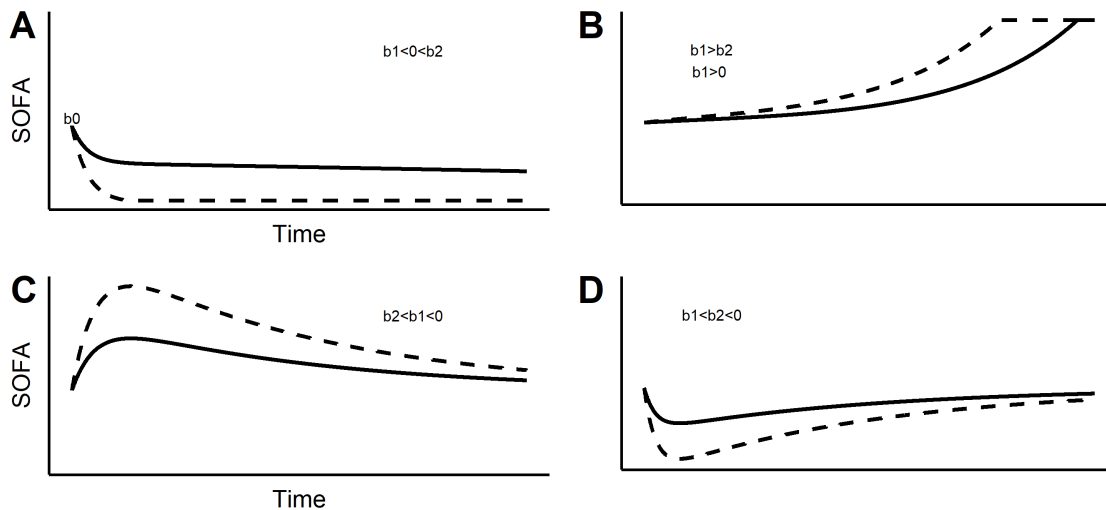 A
b1<0<b2
SOFA
b0
Time
B
b1>b2
b1>0
C
b2<b1<0
SOFA
Time
D
b1<b2<0